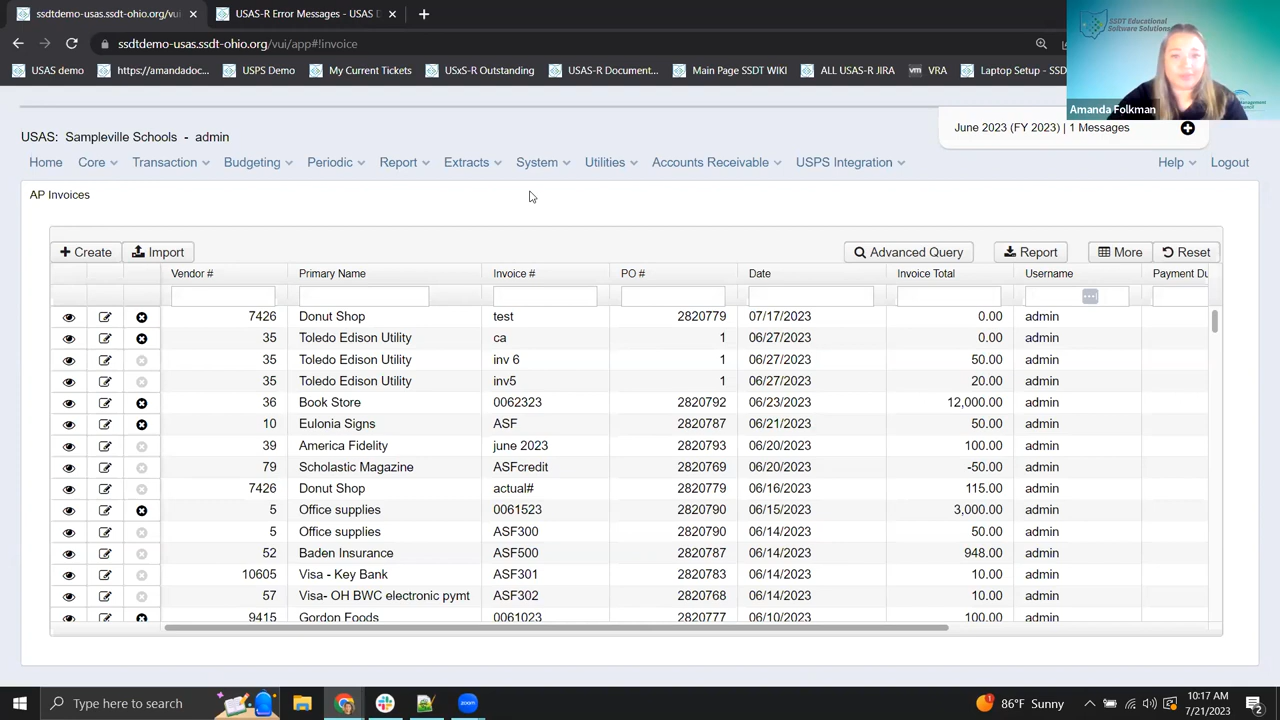 ssdtdemo-usas.ssdt-ohio.org/vui
USAS-R Error Messages - USAS D
ssdtdemo-usas.ssdt-ohio.org/vui/app#!invoice
USAS demo
https://amandadoc...
USPS Demo
My Current Tickets
USxS-R Outstanding
USAS-R Document...
Main Page SSDT WIKI
ALL USAS-R JIRA
VRA
Laptop Setup - SSD
SSDT Educational
Software Solutions
Amanda Folkman
USAS: Sampleville Schools - admin
June 2023 (FY 2023) | 1 Messages
Home Core Transaction Budgeting Periodic Report Extracts System Utilities Accounts Receivable USPS Integration Help Logout
AP Invoices
Create Import Advanced Query Report More Reset
Vendor # Primary Name Invoice # PO # Date Invoice Total Username Payment Du
7426 Donut Shop test 2820779 07/17/2023 0.00 admin
35 Toledo Edison Utility ca 1 06/27/2023 0.00 admin
35 Toledo Edison Utility inv 6 1 06/27/2023 50.00 admin
35 Toledo Edison Utility inv5 1 06/27/2023 20.00 admin
36 Book Store 0062323 2820792 06/23/2023 12,000.00 admin
10 Eulonia Signs ASF 2820787 06/21/2023 50.00 admin
39 America Fidelity june 2023 2820793 06/20/2023 100.00 admin
79 Scholastic Magazine ASFcredit 2820769 06/20/2023 -50.00 admin
7426 Donut Shop actual# 2820779 06/16/2023 115.00 admin
5 Office supplies 0061523 2820790 06/15/2023 3,000.00 admin
5 Office supplies ASF300 2820790 06/14/2023 50.00 admin
52 Baden Insurance ASF500 2820787 06/14/2023 948.00 admin
10605 Visa - Key Bank ASF301 2820783 06/14/2023 10.00 admin
57 Visa- OH BWC electronic pymt ASF302 2820768 06/14/2023 10.00 admin
9415 Gordon Foods 0061023 2820777 06/10/2023 100.00 admin
Type here to search
86°F Sunny
10:17 AM
7/21/2023
2